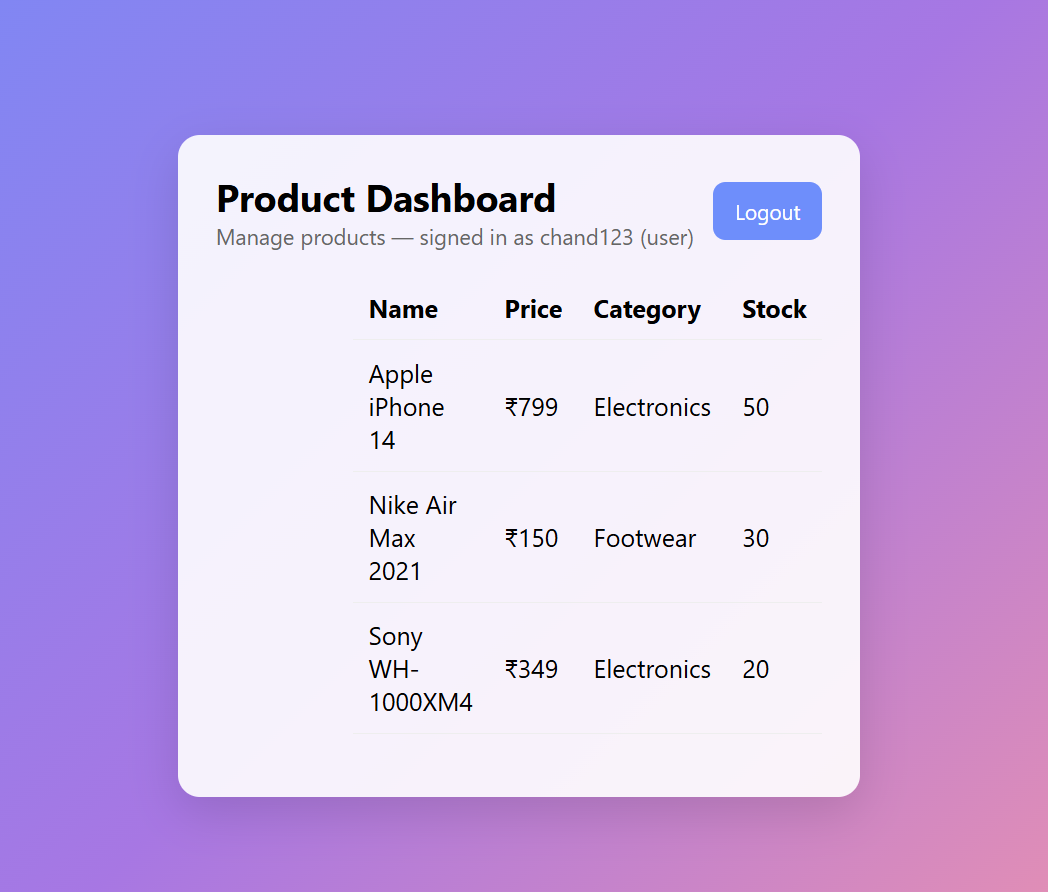 Product Dashboard
Logout
Manage products — signed in as chand123 (user)
Name Price Category Stock
Apple
iPhone
14
₹799 Electronics 50
Nike Air
Max
2021
₹150 Footwear 30
Sony
WH-
1000XM4
₹349 Electronics 20